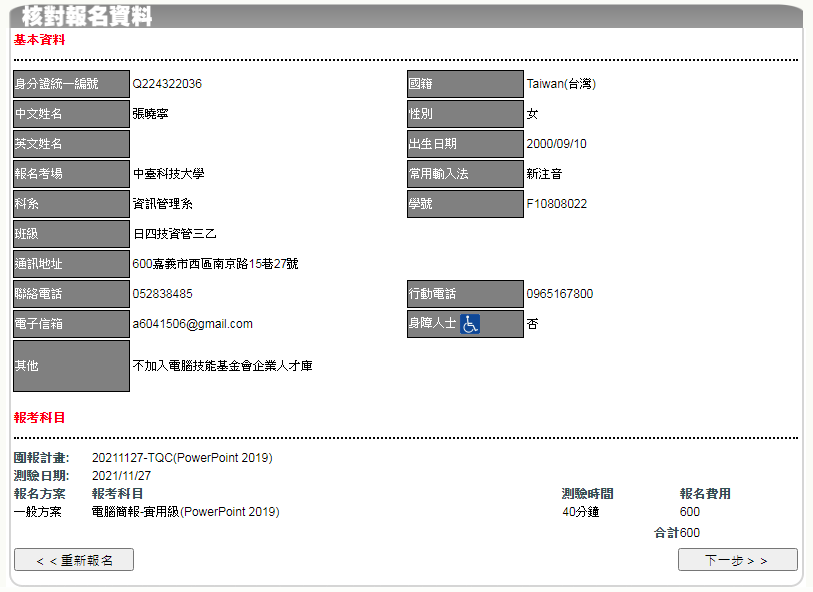 核對報名資料
基本資料
身分證統一編號 Q224322036 國籍 Taiwan(台灣)
中文姓名 張曉寧 性別 女
英文姓名 出生日期 2000/09/10
報名考場 中臺科技大學 常用輸入法 新注音
科系 資訊管理系 學號 F10808022
班級 日四技資管三乙
通訊地址 600嘉義市西區南京路15巷27號
聯絡電話 052838485 行動電話 0965167800
電子信箱 a6041506@gmail.com 身障人士 否
其他 不加入電腦技能基金會企業人才庫
報考科目
團報計畫: 20211127-TQC(PowerPoint 2019)
測驗日期: 2021/11/27
報名方案 報考科目 測驗時間 報名費用
一般方案 電腦簡報-實用級(PowerPoint 2019) 40分鐘 600
合計600
< < 重新報名 下一步 > >